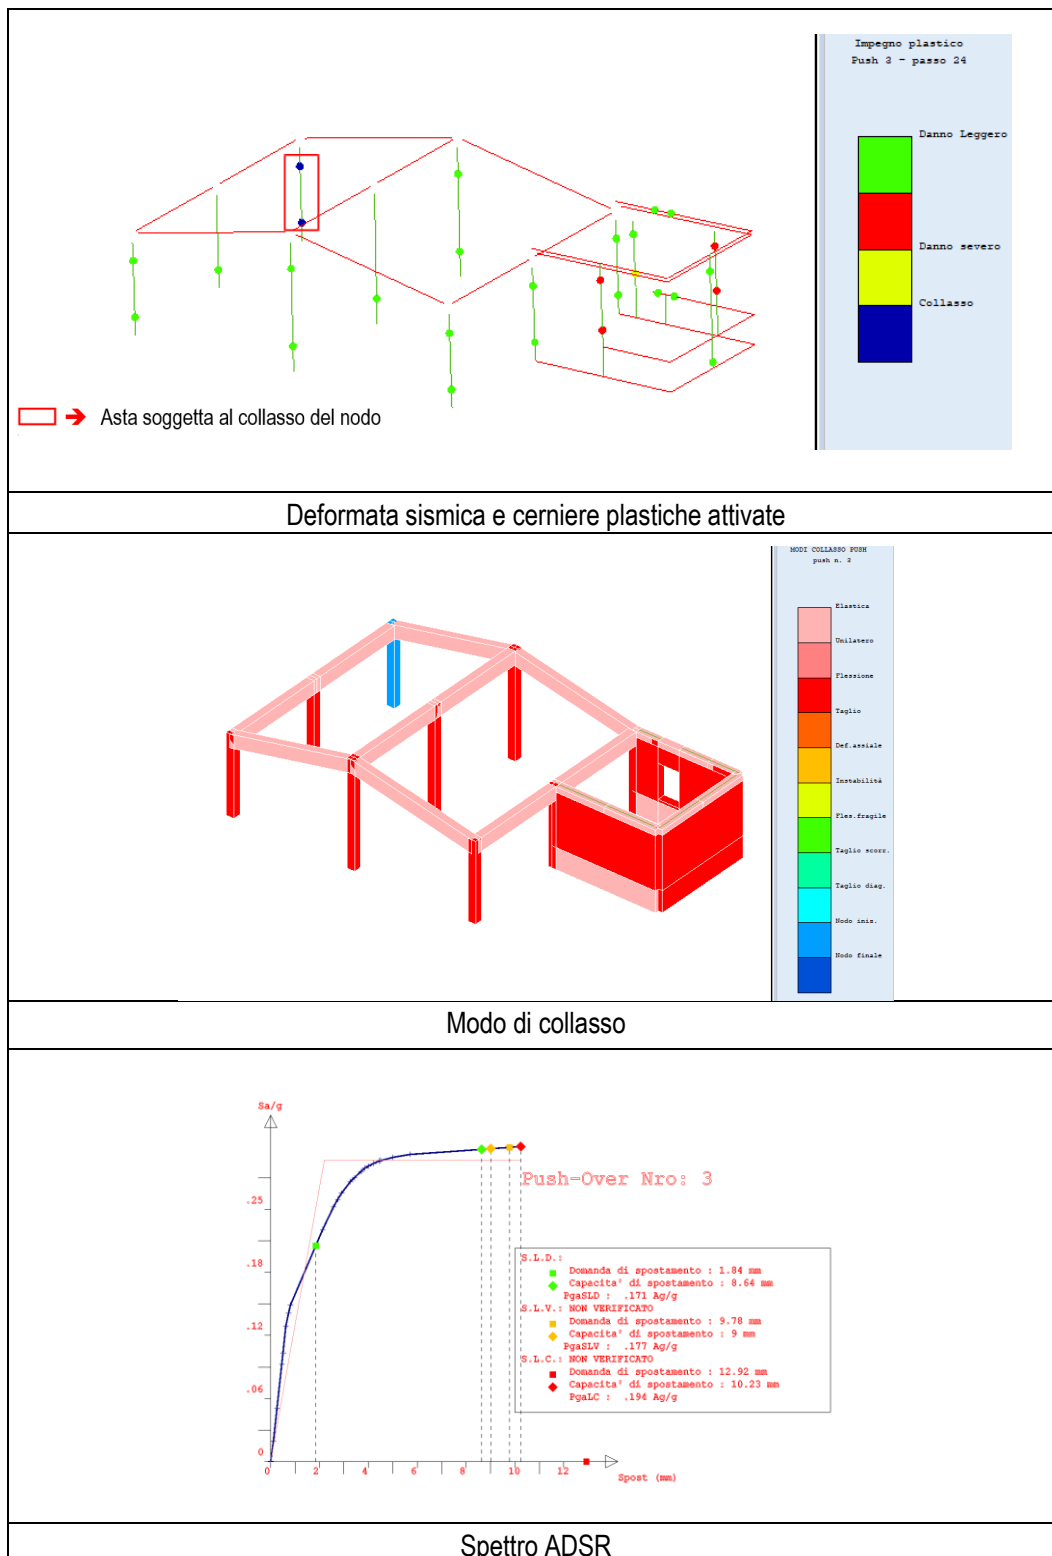 Impegno plastico
Push 3 - passo 24
Danno Leggero
Danno severo
Collasso
Asta soggetta al collasso del nodo
Deformata sismica e cerniere plastiche attivate
MODI COLLASSO PUSH
push n. 3
Elastica
Unilatero
Flessione
Taglio
Def.assiale
Instabilità
Fles.fragile
Taglio scorr.
Taglio diag.
Nodo iniz.
Nodo finale
Modo di collasso
Sa/g
Push-Over Nro: 3
.25
.18
.12
.06
0
S.L.D.:
Domanda di spostamento : 1.84 mm
Capacita' di spostamento : 8.64 mm
PgaSLD : .171 Ag/g
S.L.V.: NON VERIFICATO
Domanda di spostamento : 9.78 mm
Capacita' di spostamento : 9 mm
PgaSLV : .177 Ag/g
S.L.C.: NON VERIFICATO
Domanda di spostamento : 12.92 mm
Capacita' di spostamento : 10.23 mm
PgaLC : .194 Ag/g
0 2 4 6 8 10 12
Spost (mm)
Spettro ADSR